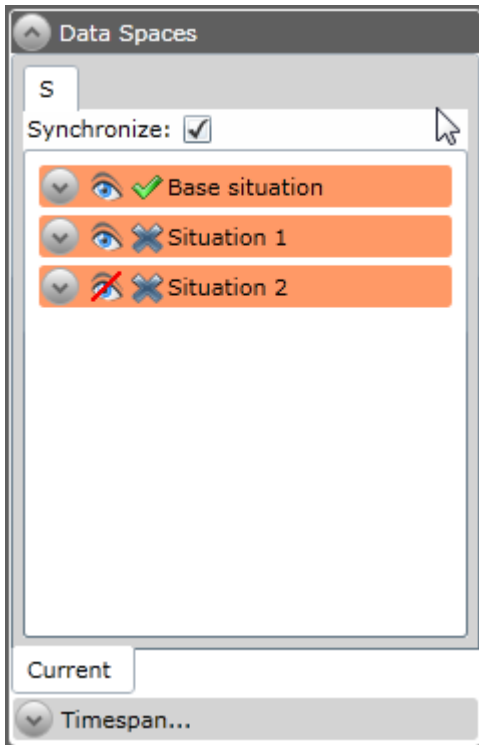 Data Spaces
S
Synchronize:
Base situation
Situation 1
Situation 2
Current
Timespan...